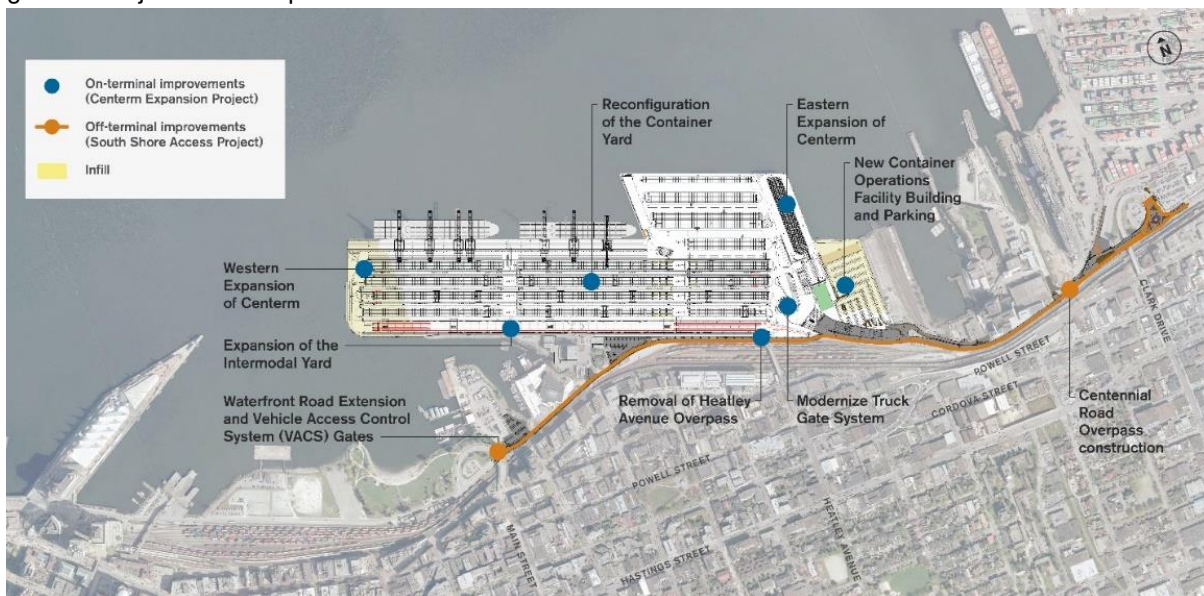 On-terminal improvements
(Centerm Expansion Project)
Off-terminal improvements
(South Shore Access Project)
Infill
N
Reconfiguration
of the Container
Yard
Eastern
Expansion of
Centerm
New Container
Operations
Facility Building
and Parking
Western
Expansion
of Centerm
Expansion of the
Intermodal Yard
Waterfront Road Extension
and Vehicle Access Control
System (VACS) Gates
Removal of Heatley
Avenue Overpass
Modernize Truck
Gate System
Centennial
Road
Overpass
construction
CLARK DRIVE
POWELL STREET
CORDOVA STREET
POWELL STREET
HEATLEY AVENUE
MAIN STREET
HASTINGS STREET